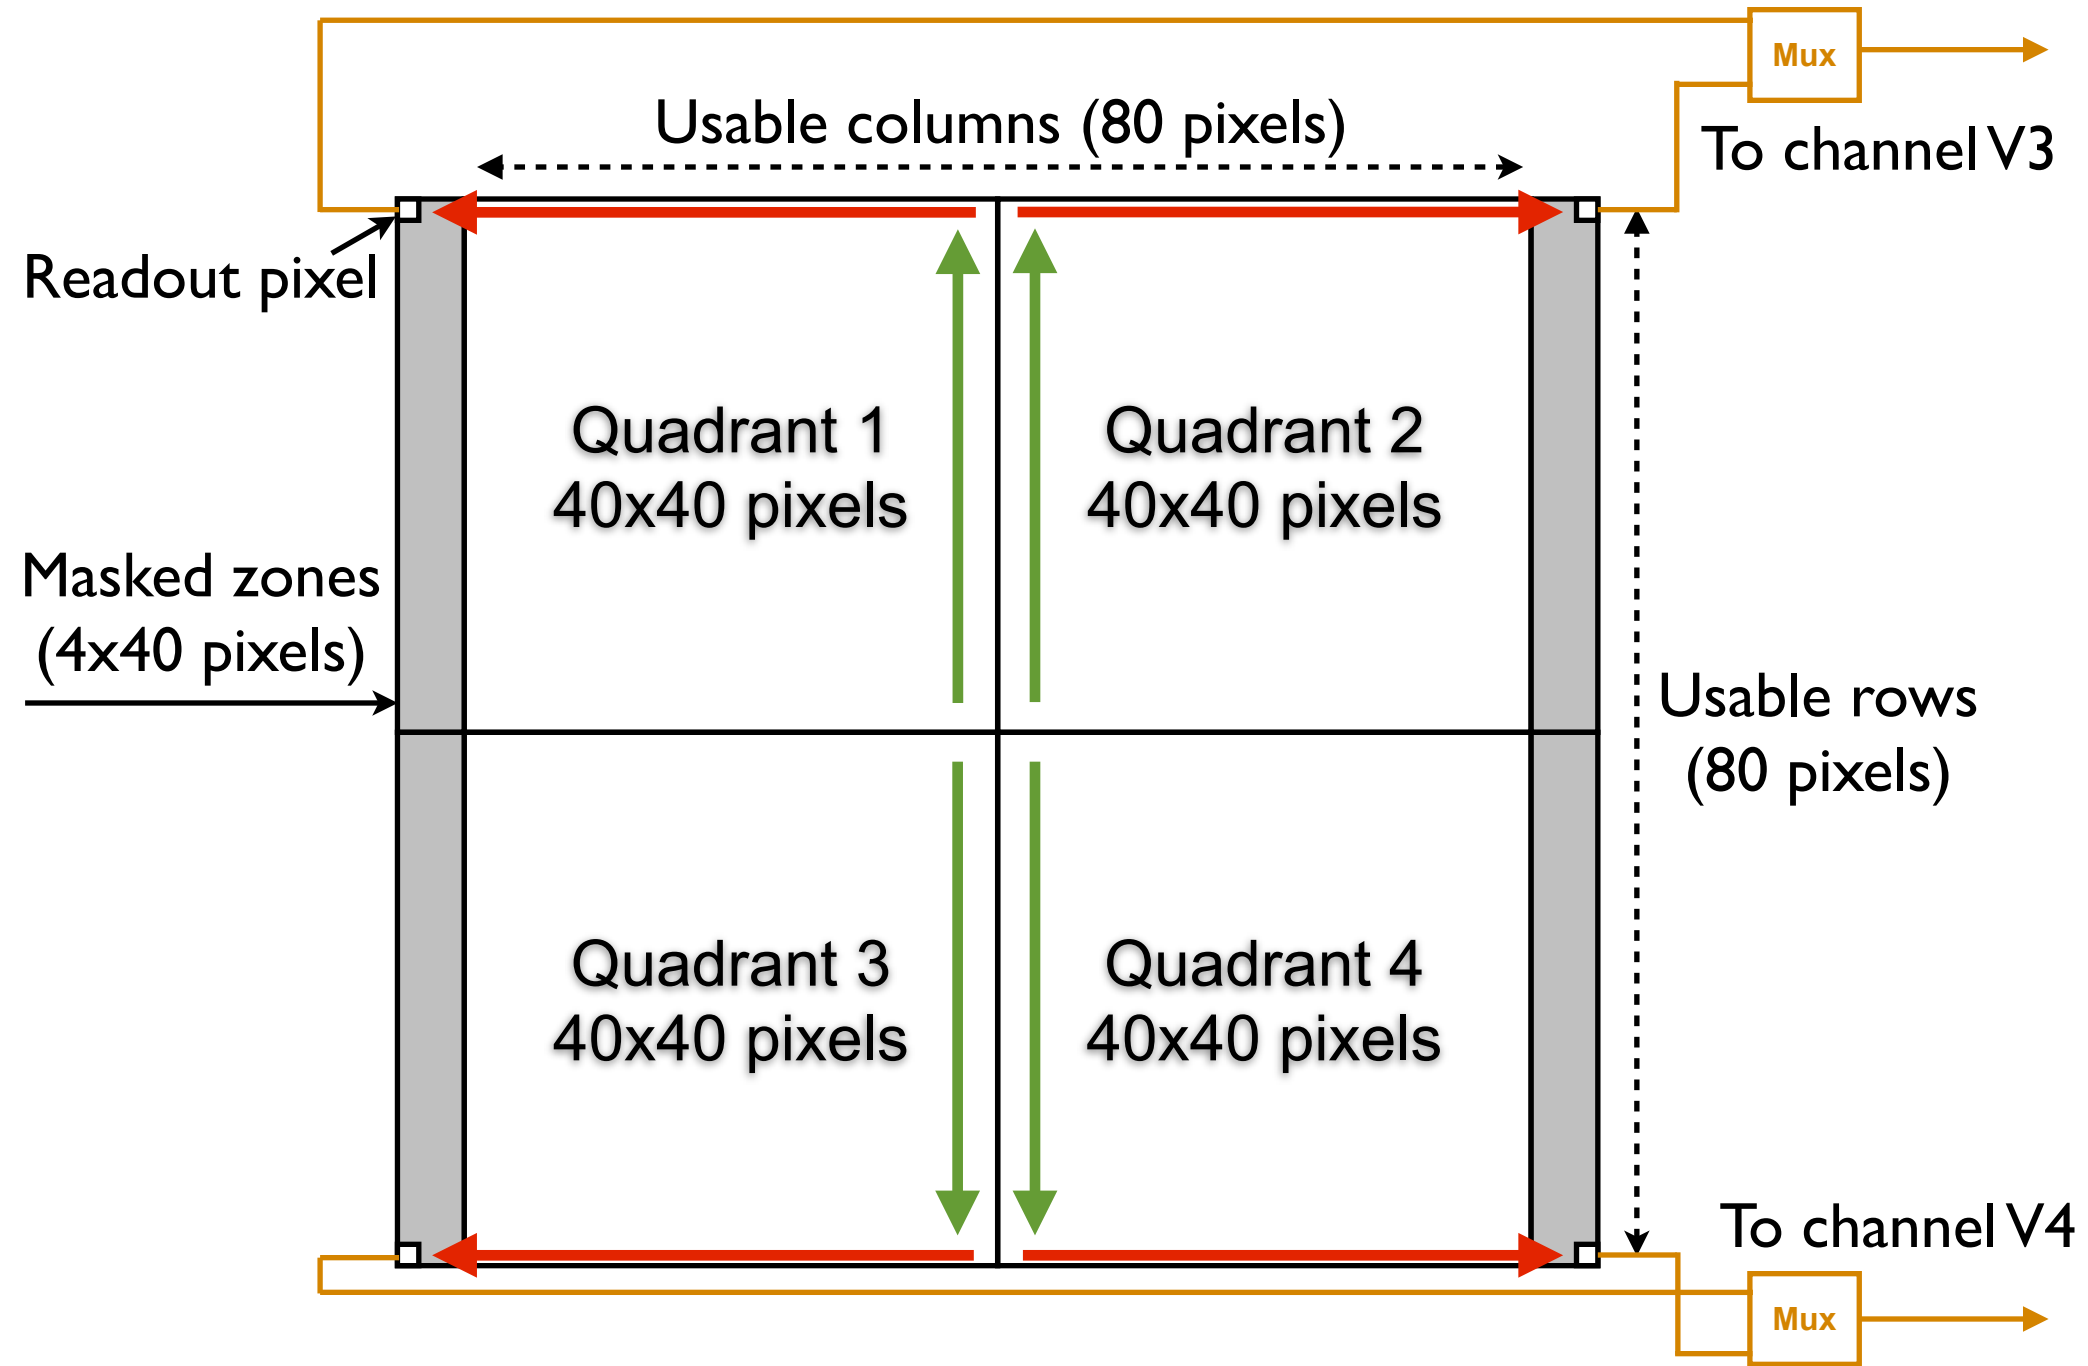 Mux
Usable columns (80 pixels)
To channel V3
Readout pixel
Quadrant 1
40x40 pixels
Quadrant 2
40x40 pixels
Masked zones
(4x40 pixels)
Usable rows
(80 pixels)
Quadrant 3
40x40 pixels
Quadrant 4
40x40 pixels
To channel V4
Mux